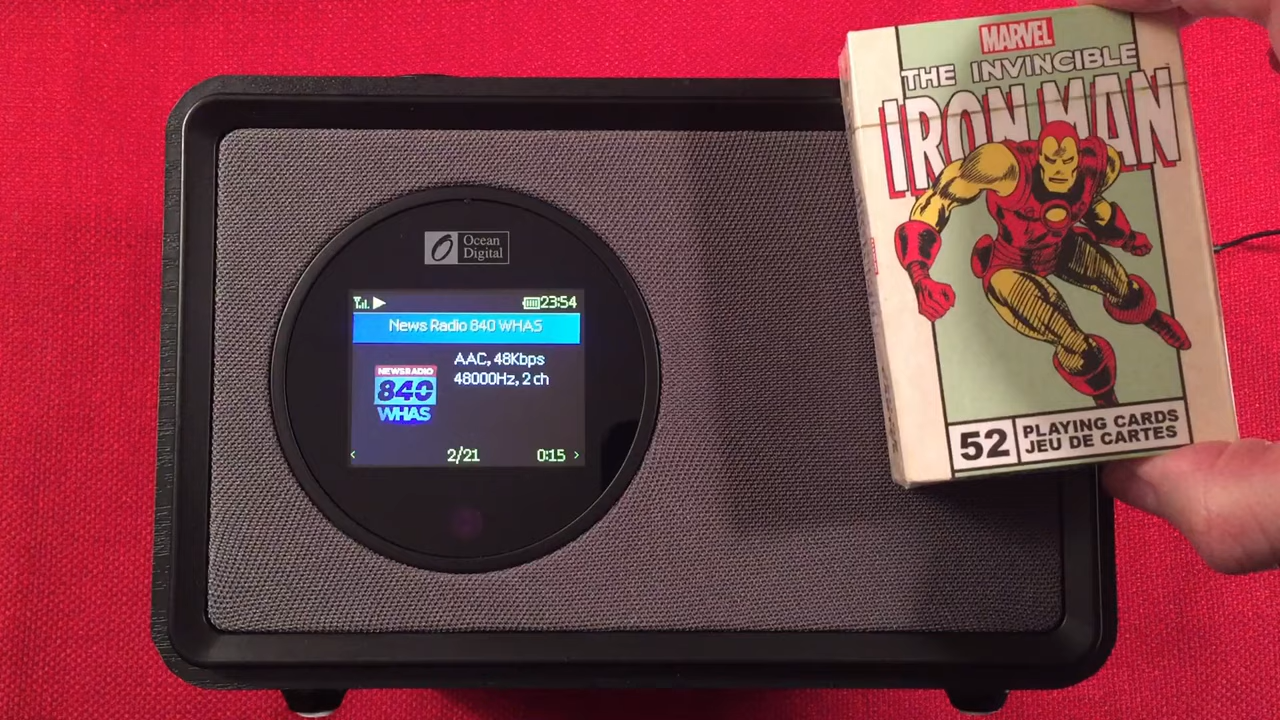 Ocean
Digital
23:54
News Radio 840 WHAS
AAC, 48Kbps
48000Hz, 2 ch
NEWSRADIO
840
WHAS
2/21
0:15
MARVEL
THE INVINCIBLE
IRON MAN
52
PLAYING CARDS
JEU DE CARTES